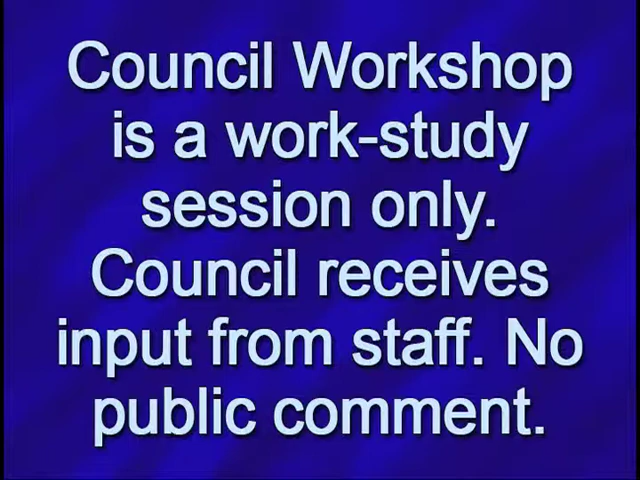 Council Workshop
is a work-study
session only.
Council receives
input from staff. No
public comment.